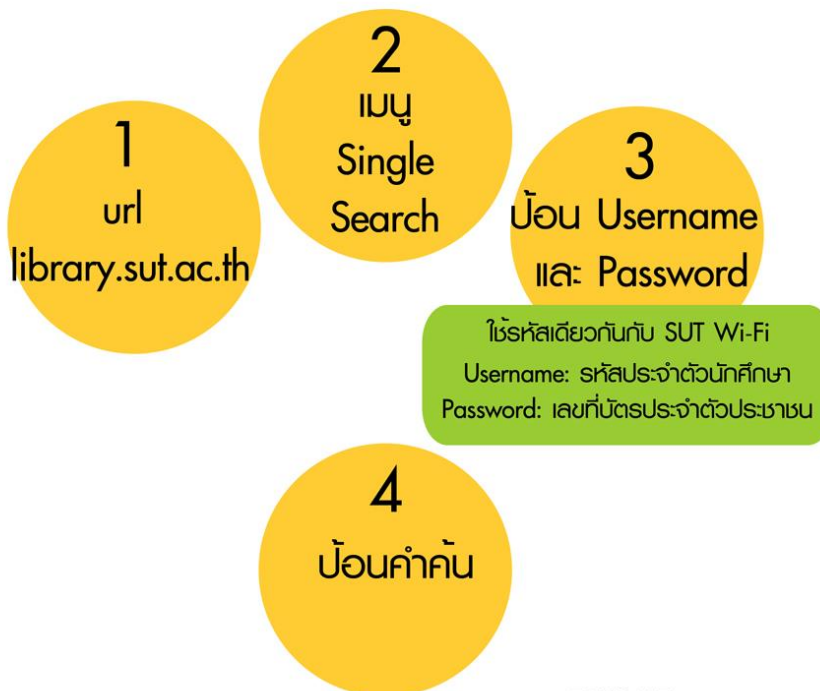 1
url
library.sut.ac.th
2
เมนู
Single
Search
3
ป้อน Username
และ Password
ใช้รหัสเดียวกันกับ SUT Wi-Fi
Username: รหัสประจำตัวนักศึกษา
Password: เลขที่บัตรประจำตัวประชาชน
4
ป้อนคำค้น